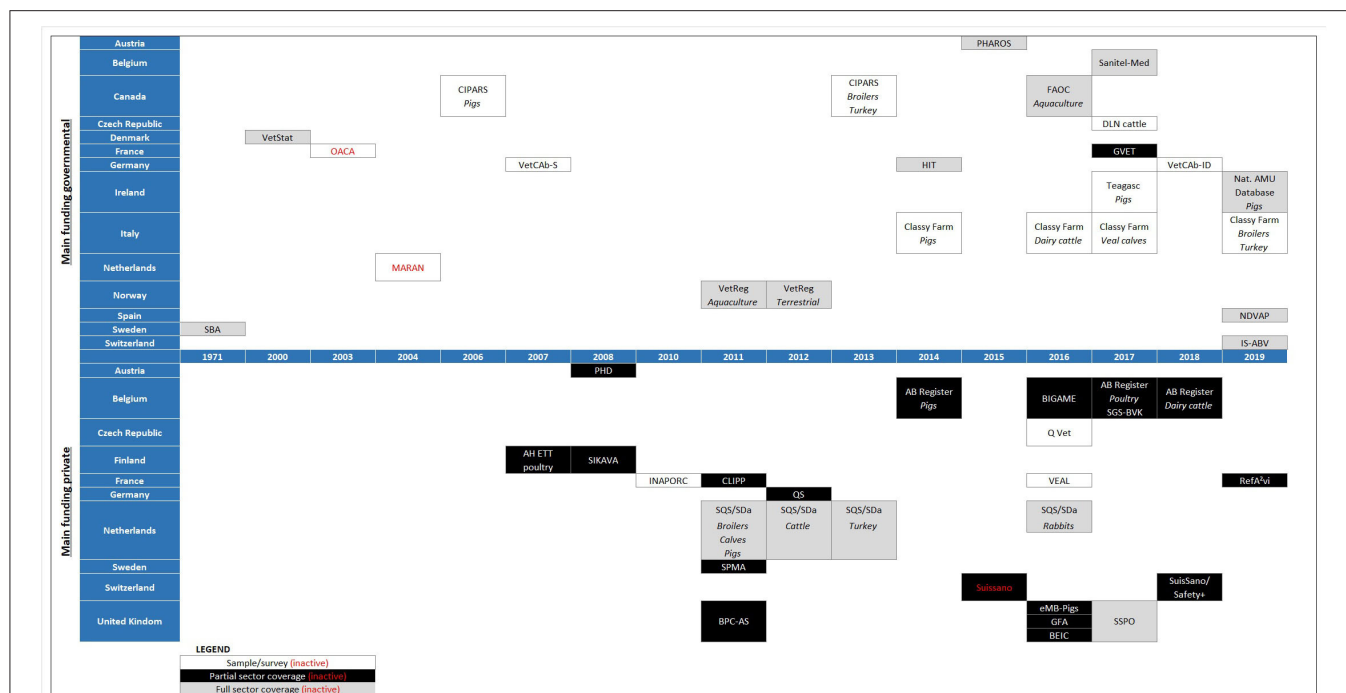 Main funding governmental
Austria PHAROS
Belgium Sanitel-Med
Canada CIPARS Pigs CIPARS Broilers Turkey FAOC Aquaculture
Czech Republic DLN cattle
Denmark VetStat
France OACA GVET
Germany VetCAb-S HIT VetCAb-ID
Ireland Teagasc Pigs Nat. AMU Database Pigs
Italy Classy Farm Pigs Classy Farm Dairy cattle Classy Farm Veal calves Classy Farm Broilers Turkey
Netherlands MARAN
Norway VetReg Aquaculture VetReg Terrestrial
Spain NDVAP
Sweden SBA
Switzerland IS-ABV
1971 2000 2003 2004 2006 2007 2008 2010 2011 2012 2013 2014 2015 2016 2017 2018 2019
Main funding private
Austria PHD
Belgium AB Register Pigs BIGAME AB Register Poultry SGS-BVK AB Register Dairy cattle
Czech Republic Q Vet
Finland AH ETT poultry SIKAVA
France INAPORC CLIPP VEAL RefA²vi
Germany QS
Netherlands SQS/SDa Broilers Calves Pigs SQS/SDa Cattle SQS/SDa Turkey SQS/SDa Rabbits
Sweden SPMA
Switzerland Suissano SuisSano/ Safety+
United Kindom BPC-AS eMB-Pigs GFA BEIC SSPO
LEGEND
Sample/survey (inactive)
Partial sector coverage (inactive)
Full sector coverage (inactive)